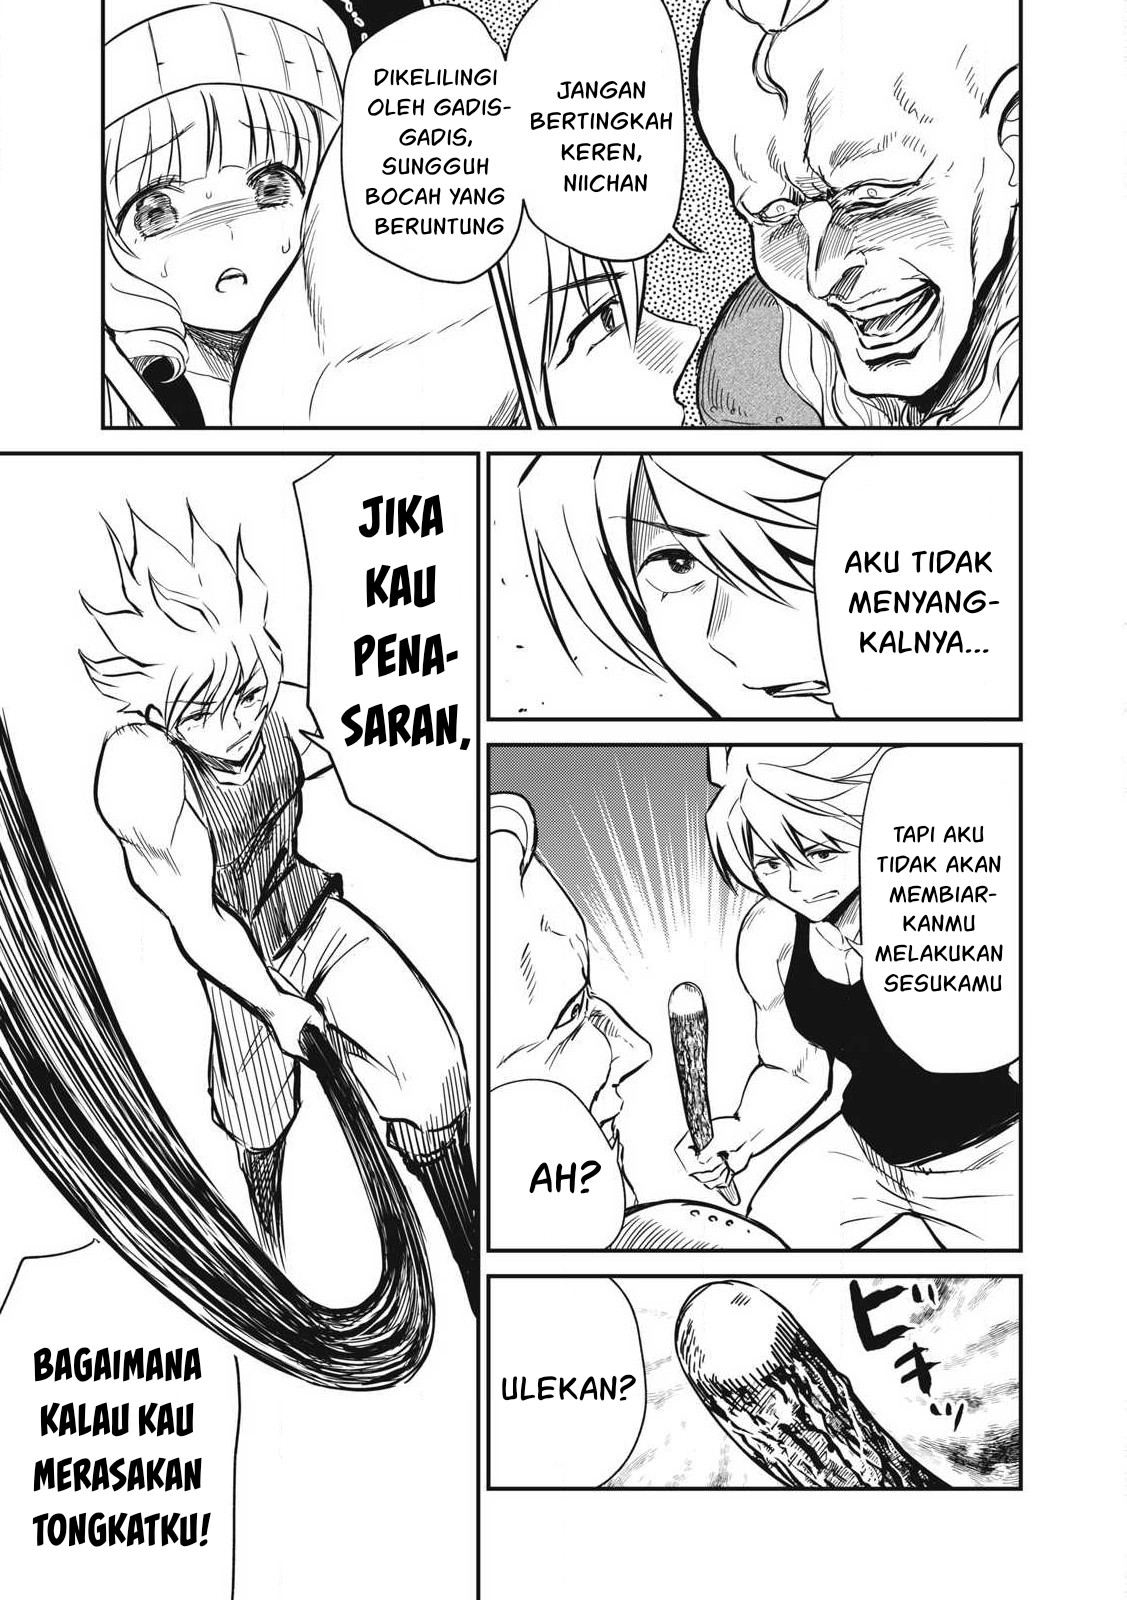 JANGAN
BERTINGKAH
KEREN,
NIICHAN
DIKELILINGI
OLEH GADIS-
GADIS,
SUNGGUH
BOCAH YANG
BERUNTUNG
AKU TIDAK
MENYANG-
KALNYA...
TAPI AKU
TIDAK AKAN
MEMBIAR-
KANMU
MELAKUKAN
SESUKAMU
AH?
ULEKAN?
ビキッ
JIKA
KAU
PENA-
SARAN,
BAGAIMANA
KALAU KAU
MERASAKAN
TONGKATKU!